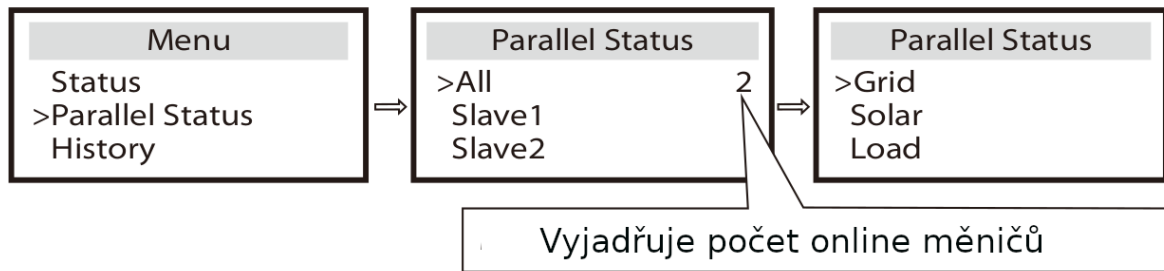 Menu
Status
>Parallel Status
History
⇨
Parallel Status
>All 2
Slave1
Slave2
⇨
Parallel Status
>Grid
Solar
Load
Vyjadřuje počet online měničů